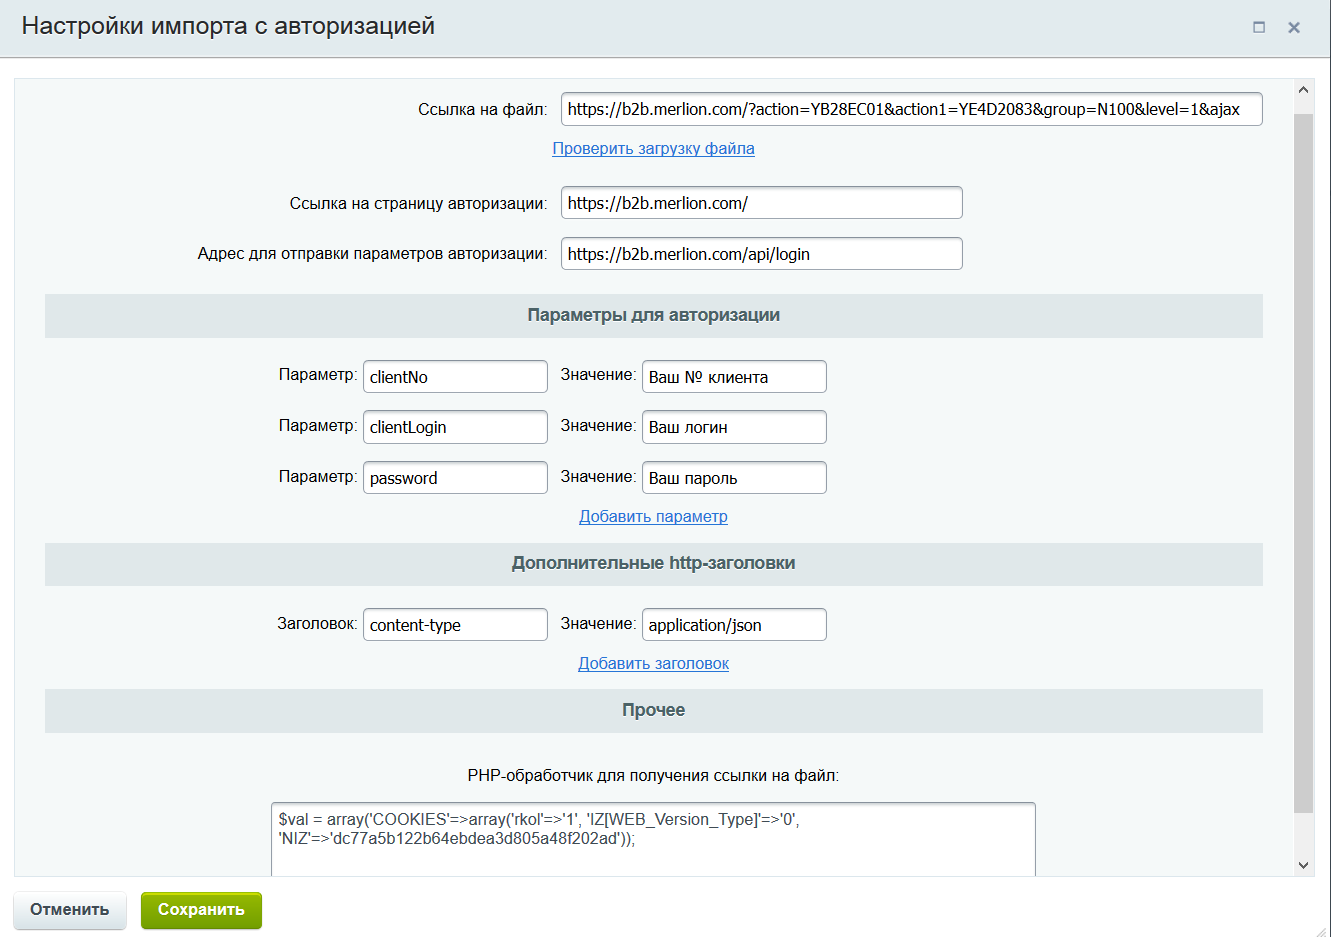 Настройки импорта с авторизацией
Ссылка на файл: https://b2b.merlion.com/?action=YB28EC01&action1=YE4D2083&group=N100&level=1&ajax
Проверить загрузку файла
Ссылка на страницу авторизации: https://b2b.merlion.com/
Адрес для отправки параметров авторизации: https://b2b.merlion.com/api/login
Параметры для авторизации
Параметр: clientNo Значение: Ваш № клиента
Параметр: clientLogin Значение: Ваш логин
Параметр: password Значение: Ваш пароль
Добавить параметр
Дополнительные http-заголовки
Заголовок: content-type Значение: application/json
Добавить заголовок
Прочее
PHP-обработчик для получения ссылки на файл:
$val = array('COOKIES'=>array('rkol'=>'1', 'IZ[WEB_Version_Type]'=>'0',
'NIZ'=>'dc77a5b122b64ebdea3d805a48f202ad'));
Отменить Сохранить